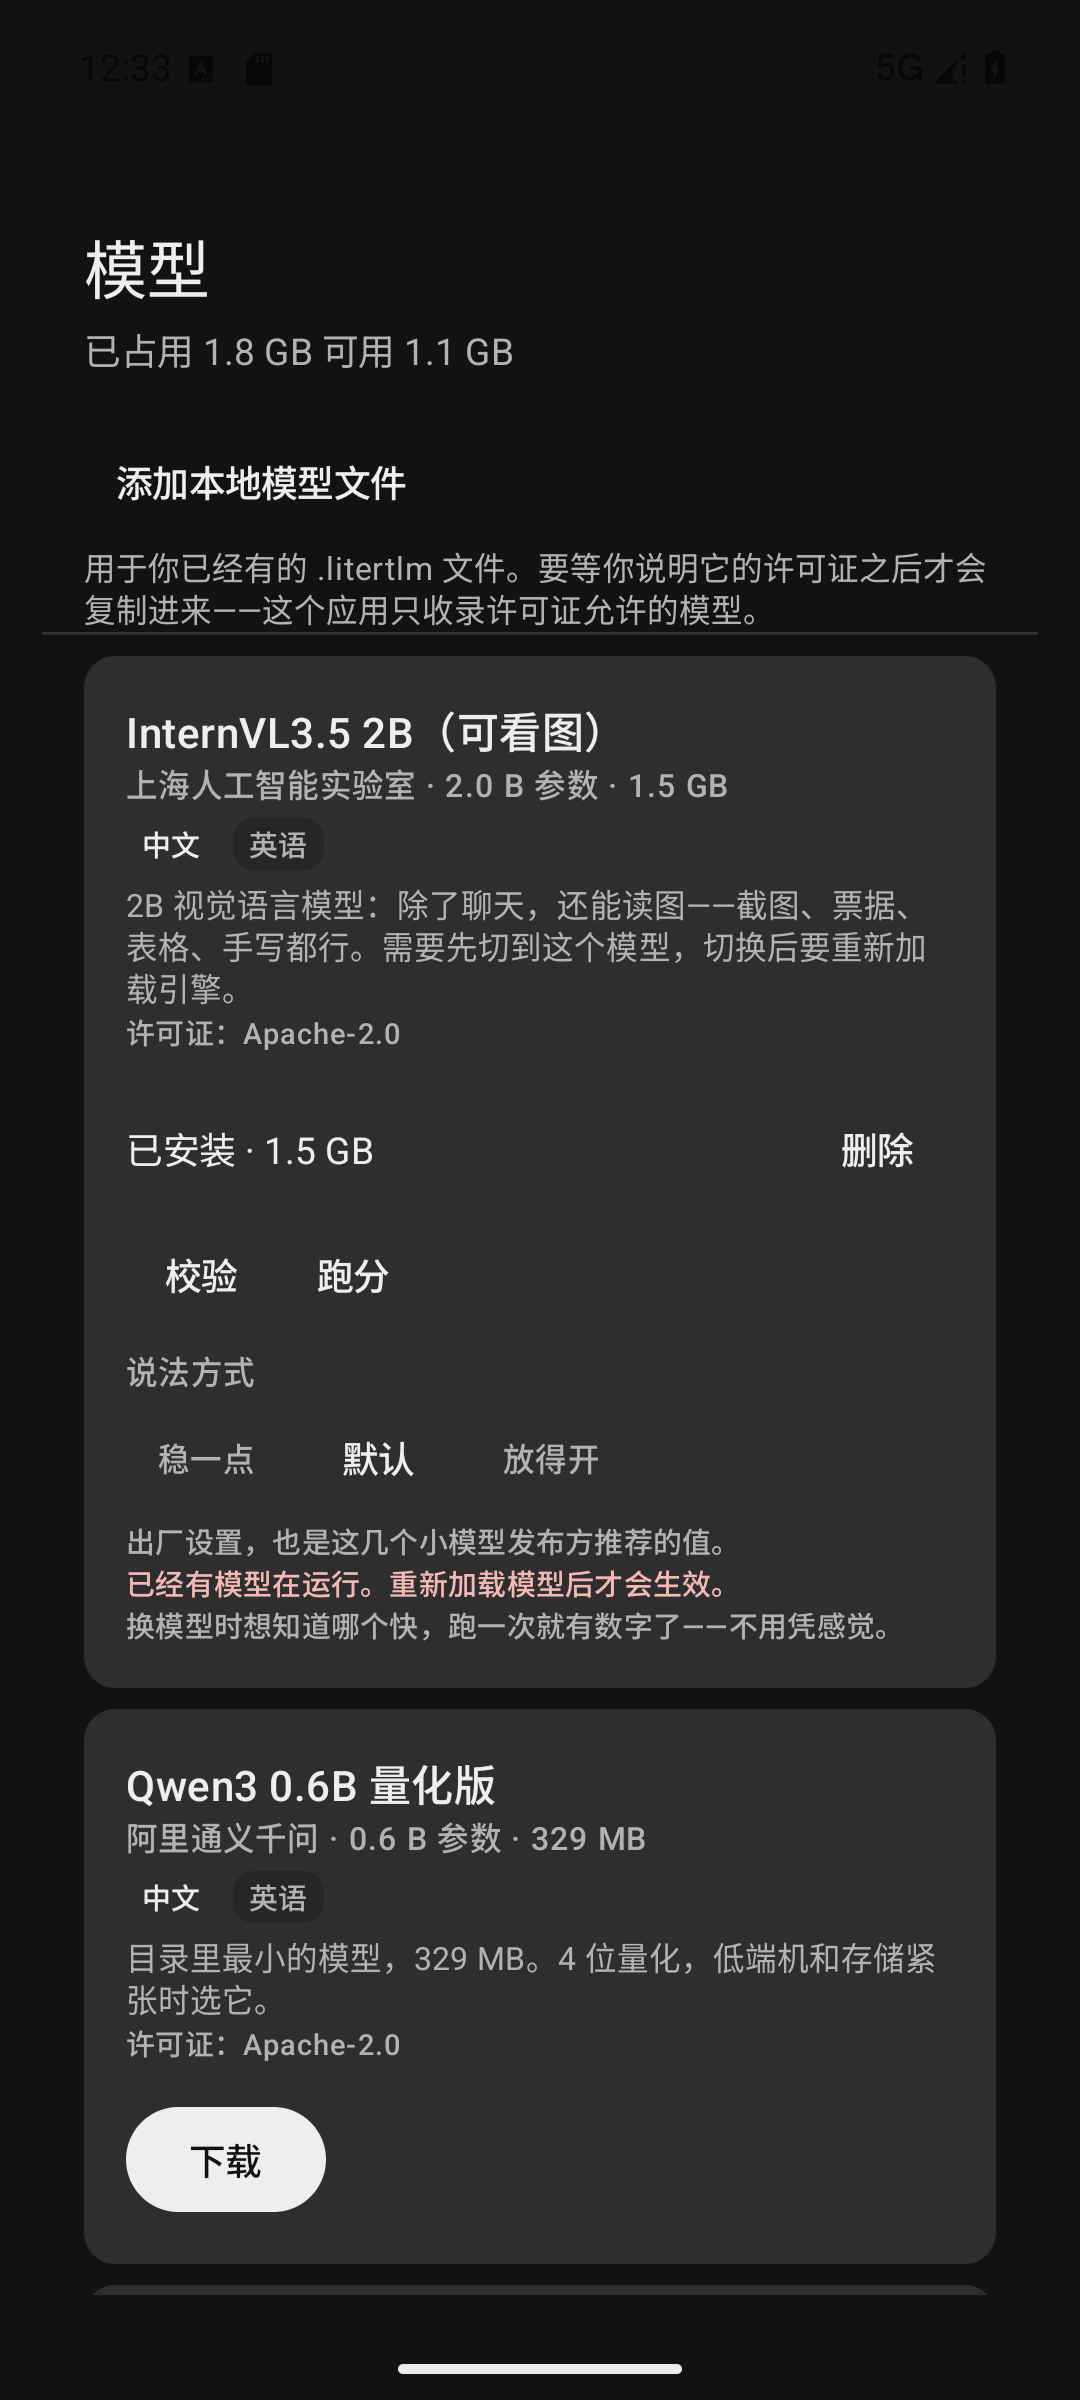 12:33
5G
模型
已占用 1.8 GB 可用 1.1 GB
添加本地模型文件
用于你已经有的 .litertlm 文件。要等你说明它的许可证之后才会
复制进来——这个应用只收录许可证允许的模型。
InternVL3.5 2B（可看图）
上海人工智能实验室 · 2.0 B 参数 · 1.5 GB
中文 英语
2B 视觉语言模型：除了聊天，还能读图——截图、票据、
表格、手写都行。需要先切到这个模型，切换后要重新加
载引擎。
许可证：Apache-2.0
已安装 · 1.5 GB 删除
校验 跑分
说法方式
稳一点 默认 放得开
出厂设置，也是这几个小模型发布方推荐的值。
已经有模型在运行。重新加载模型后才会生效。
换模型时想知道哪个快，跑一次就有数字了——不用凭感觉。
Qwen3 0.6B 量化版
阿里通义千问 · 0.6 B 参数 · 329 MB
中文 英语
目录里最小的模型，329 MB。4 位量化，低端机和存储紧
张时选它。
许可证：Apache-2.0
下载